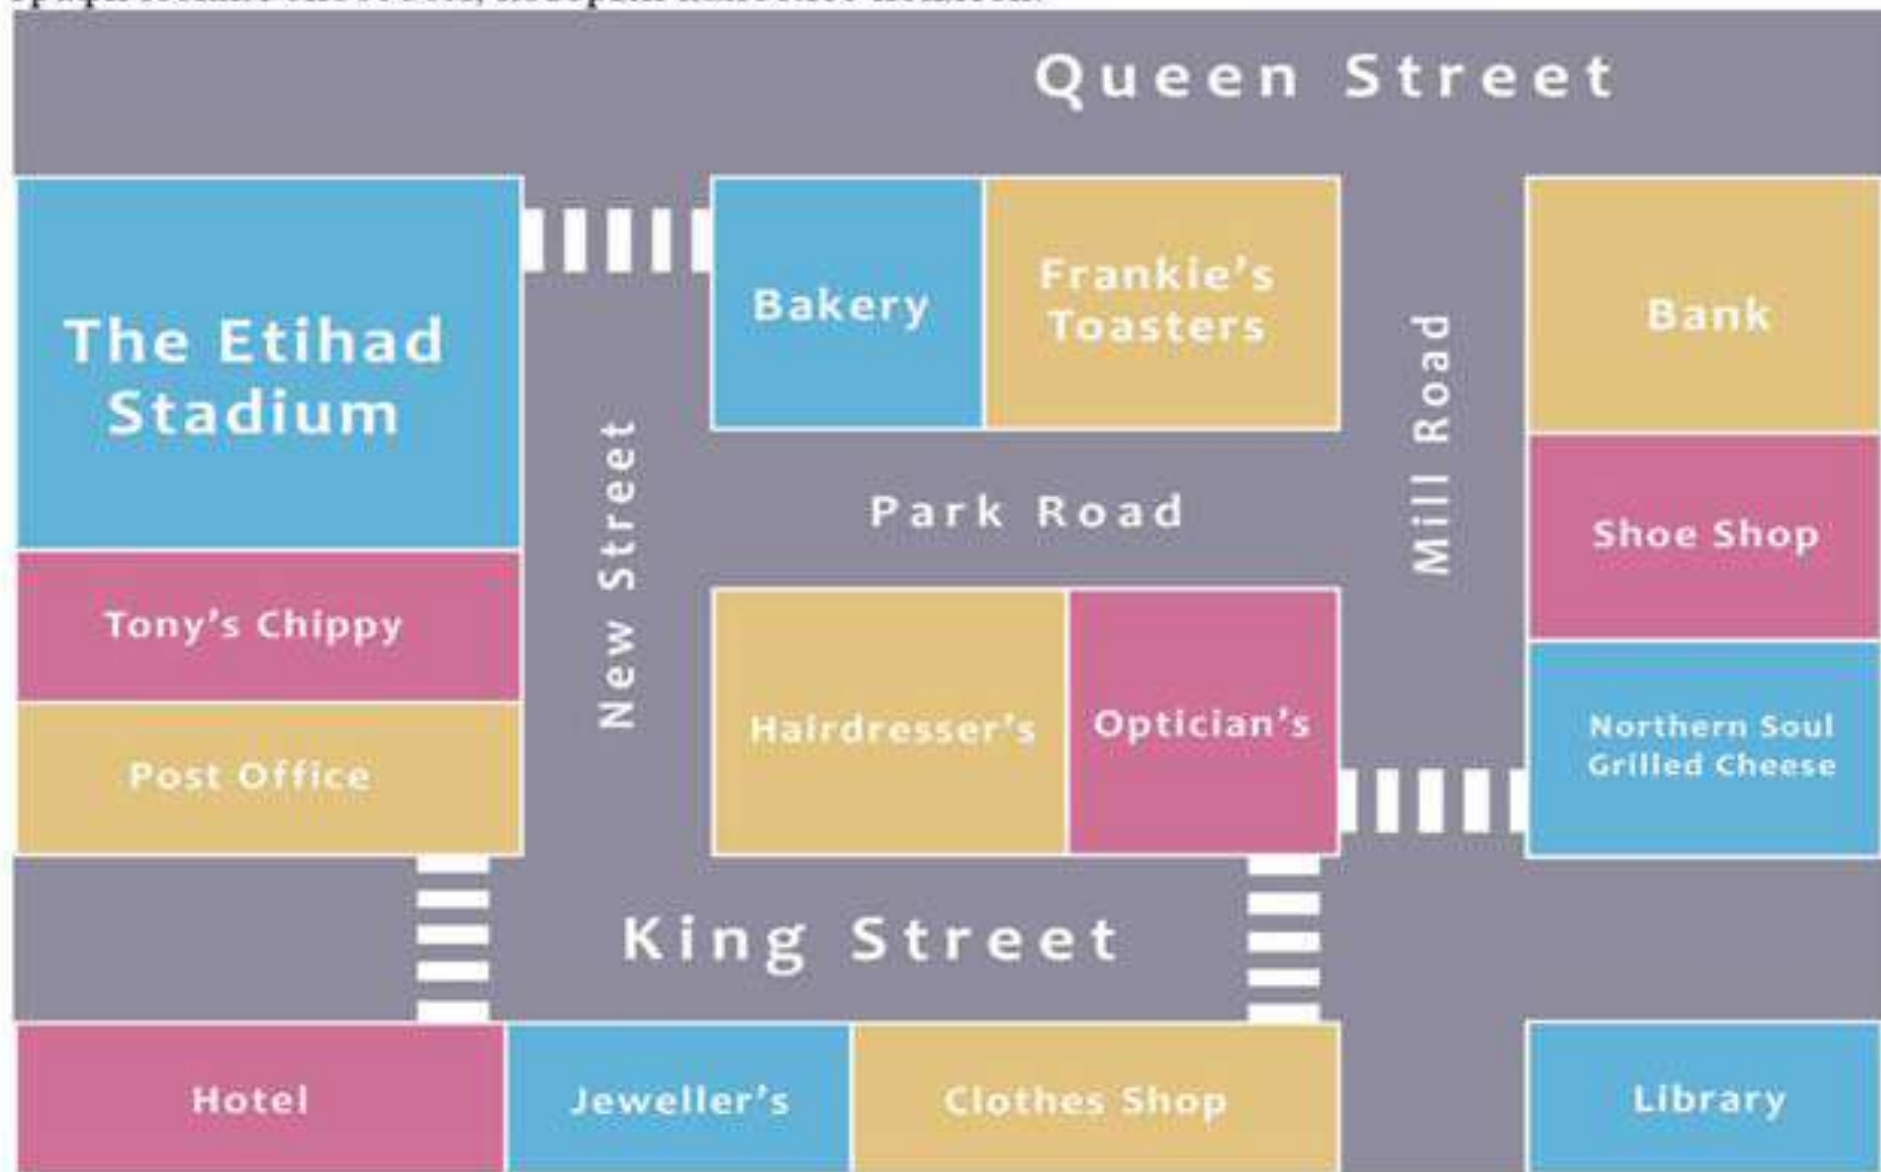 Queen Street
The Etihad
Stadium
Bakery
Frankie's
Toasters
Bank
New Street
Park Road
Mill Road
Shoe Shop
Tony's Chippy
Post Office
Hairdresser's
Optician's
Northern Soul
Grilled Cheese
King Street
Hotel
Jeweller's
Clothes Shop
Library